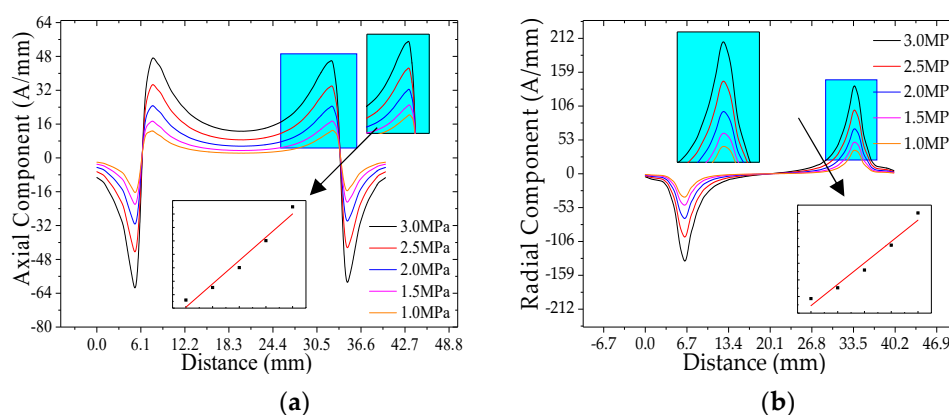 (a)
Axial Component (A/mm)
64
48
32
16
0
-16
-32
-48
-64
-80
3.0MPa
2.5MPa
2.0MPa
1.5MPa
1.0MPa
0.0 6.1 12.2 18.3 24.4 30.5 36.6 42.7 48.8
Distance (mm)
(a)
(b)
Radial Component (A/mm)
212
159
106
53
0
-53
-106
-159
-212
3.0MP
2.5MP
2.0MP
1.5MP
1.0MP
-6.7 0.0 6.7 13.4 20.1 26.8 33.5 40.2 46.9
Distance (mm)
(b)